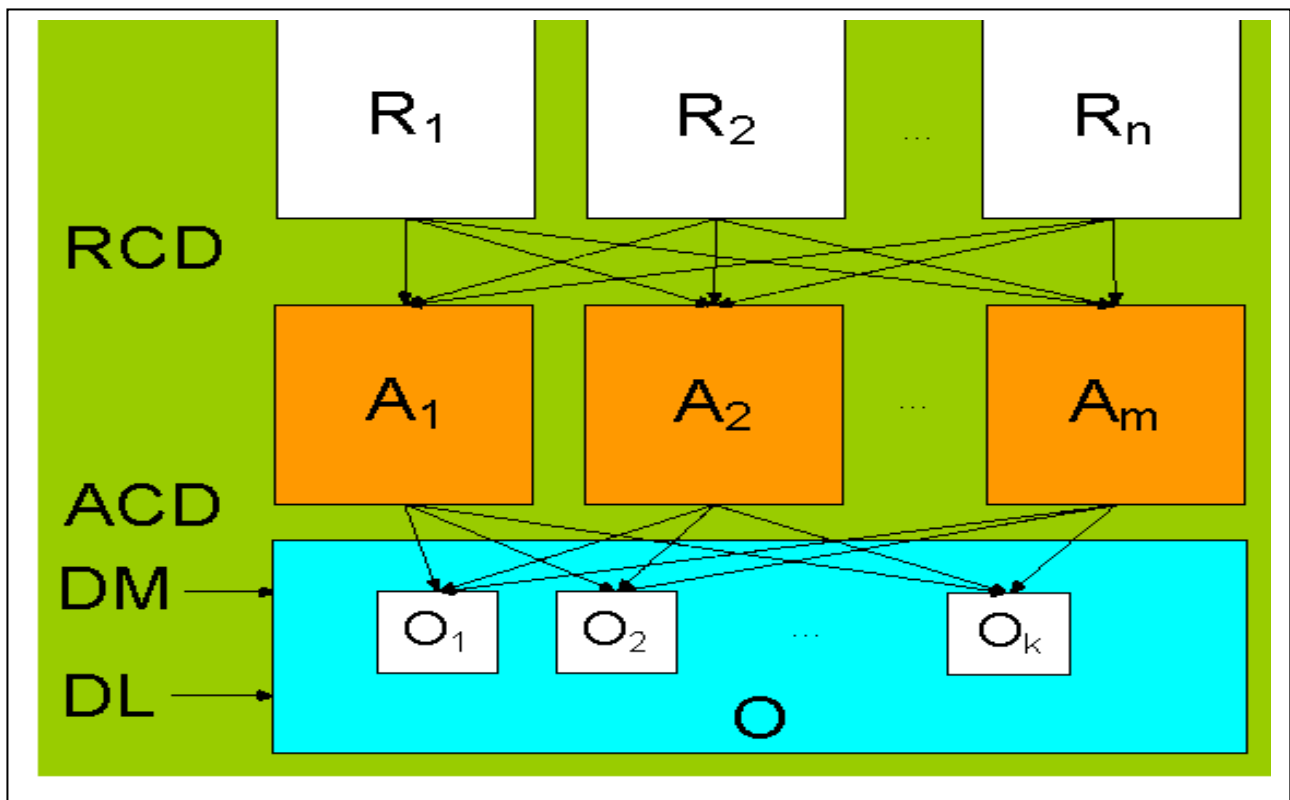 R₁ R₂ ... Rₙ
RCD
A₁ A₂ ... Aₘ
ACD
DM
O₁ O₂ ... Oₖ
DL
O